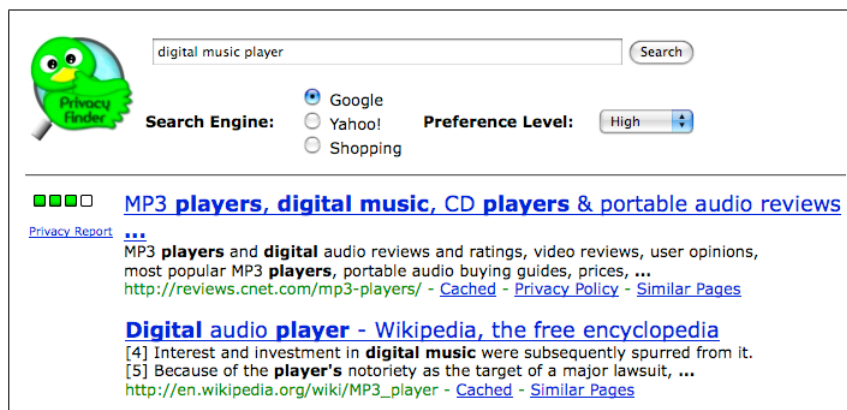 digital music player
Search
Privacy
Finder
Search Engine:
Google
Yahoo!
Shopping
Preference Level:
High
MP3 players, digital music, CD players & portable audio reviews
...
Privacy Report
MP3 players and digital audio reviews and ratings, video reviews, user opinions,
most popular MP3 players, portable audio buying guides, prices, ...
http://reviews.cnet.com/mp3-players/ - Cached - Privacy Policy - Similar Pages
Digital audio player - Wikipedia, the free encyclopedia
[4] Interest and investment in digital music were subsequently spurred from it.
[5] Because of the player's notoriety as the target of a major lawsuit, ...
http://en.wikipedia.org/wiki/MP3_player - Cached - Similar Pages